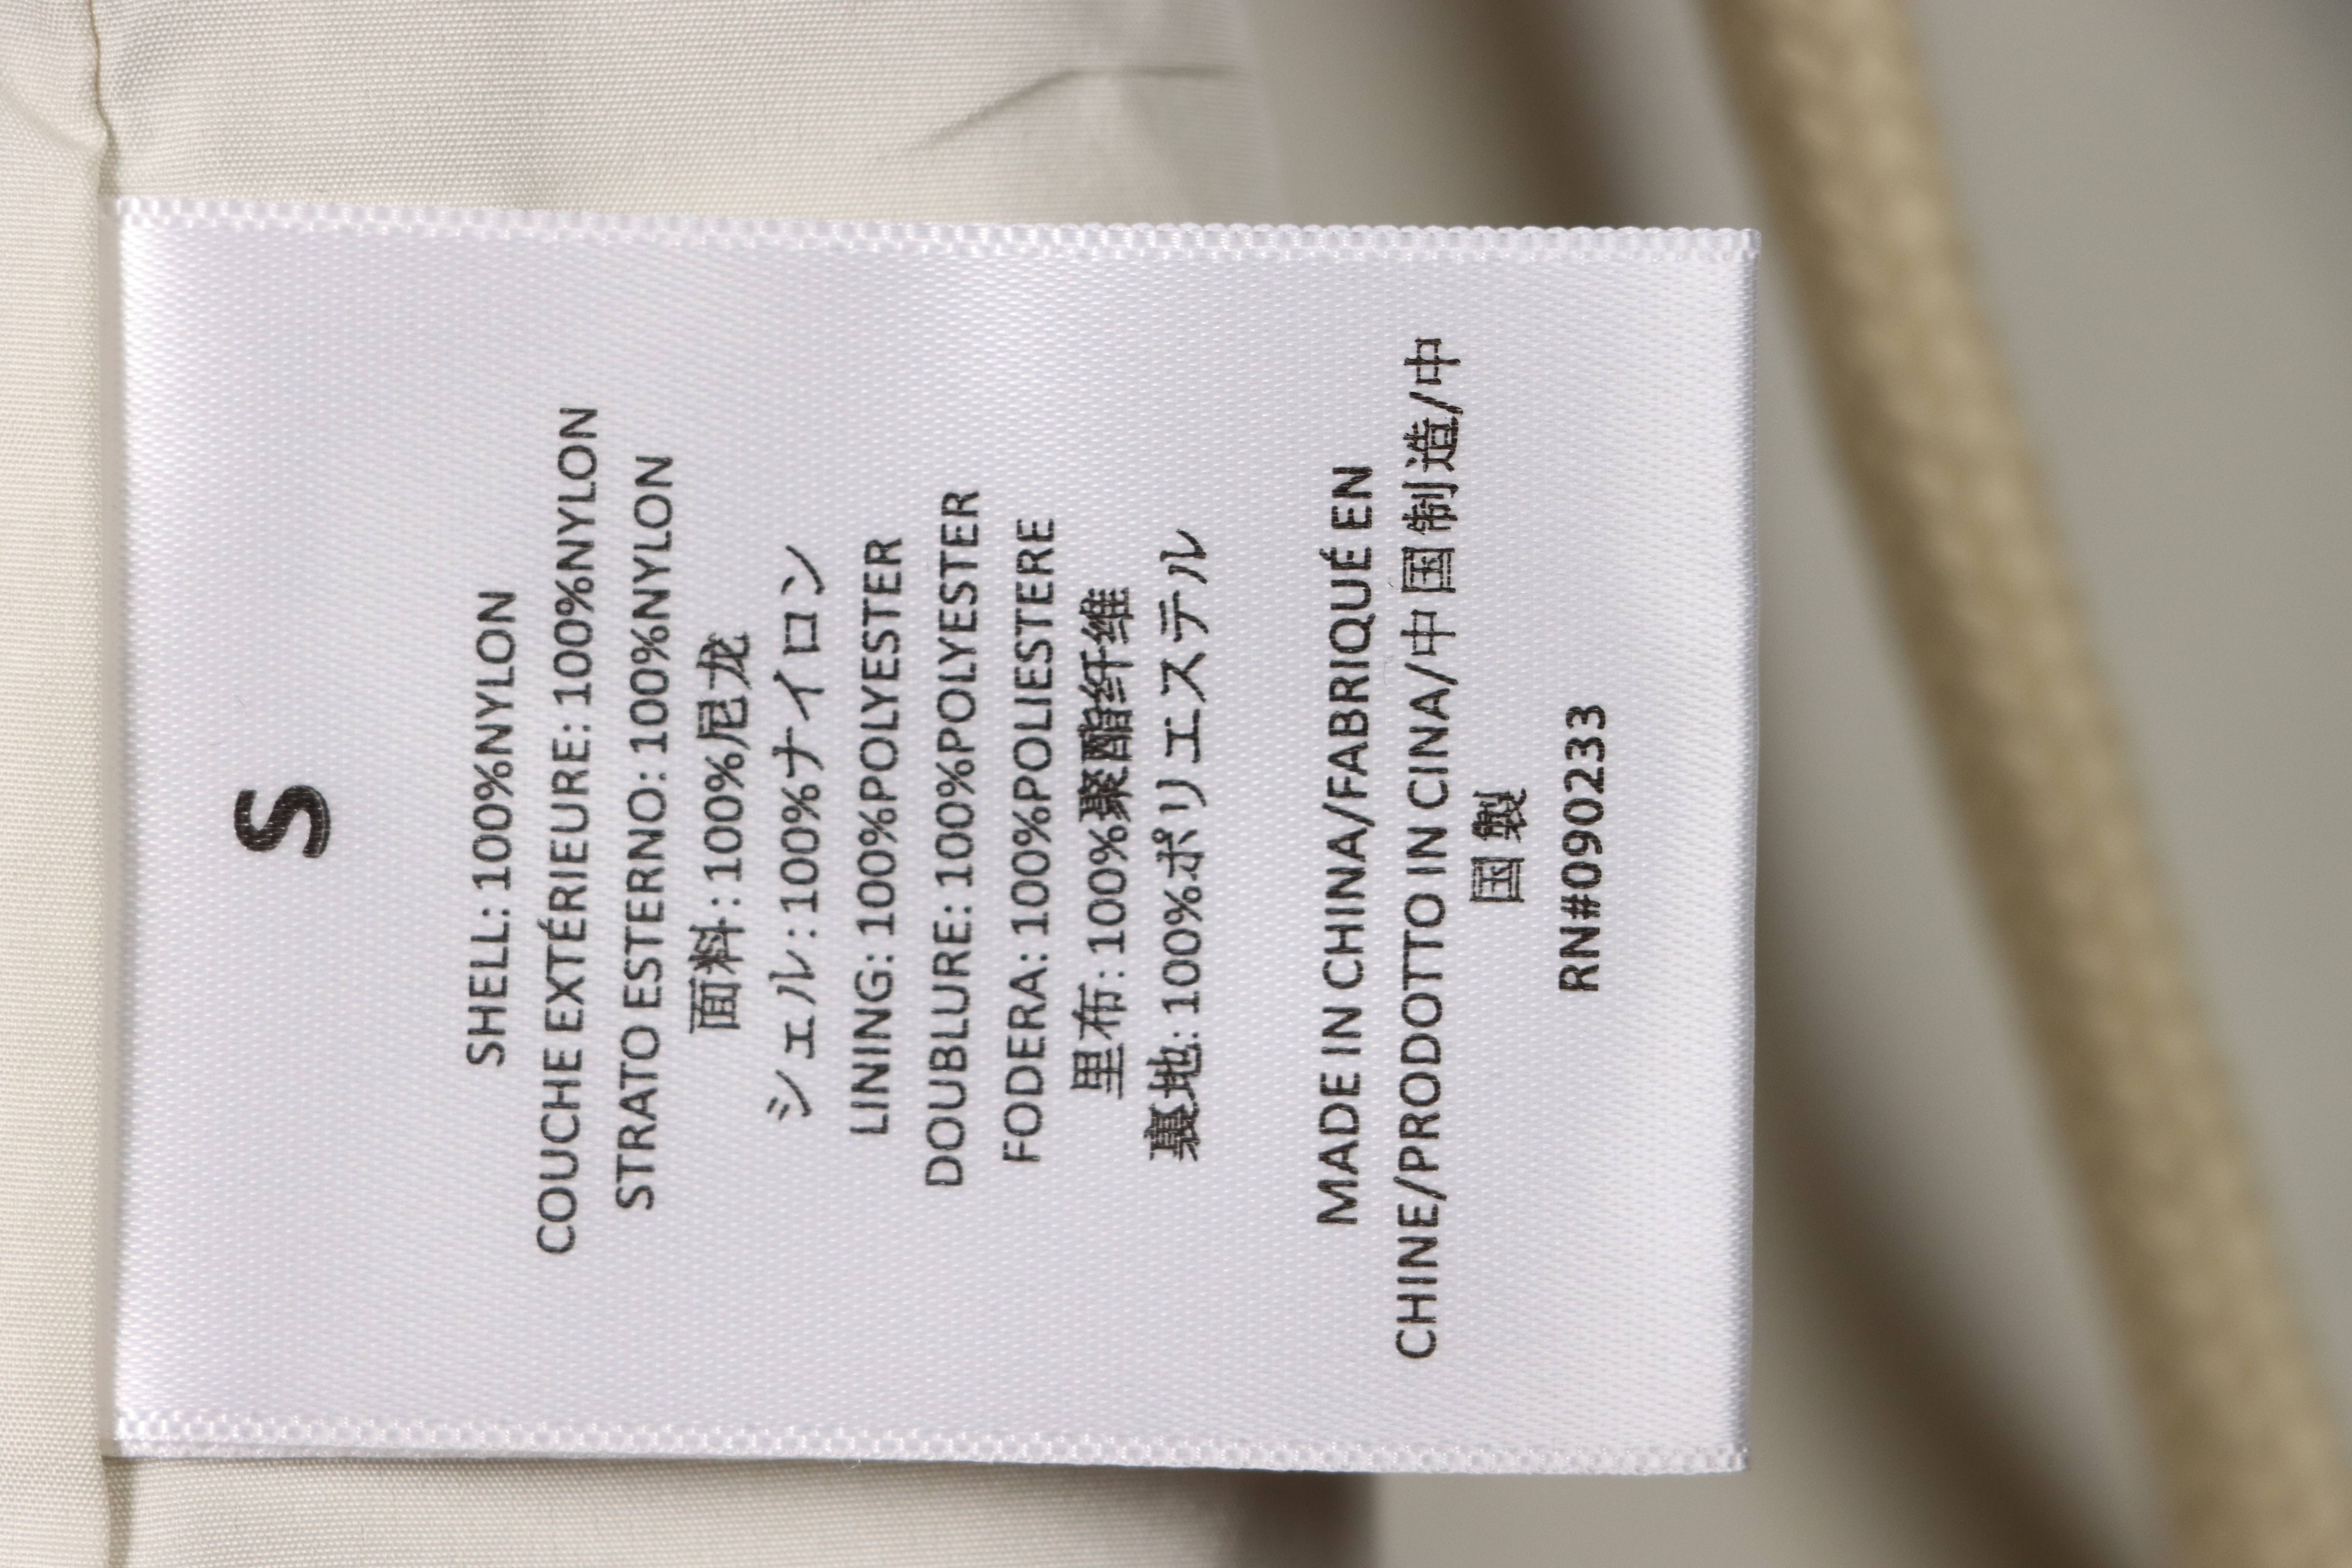 S
SHELL: 100%NYLON
COUCHE EXTÉRIEURE: 100%NYLON
STRATO ESTERNO: 100%NYLON
面料: 100%尼龙
シェル: 100%ナイロン
LINING: 100%POLYESTER
DOUBLURE: 100%POLYESTER
FODERA: 100%POLIESTERE
里布: 100%聚酯纤维
裏地: 100%ポリエステル
MADE IN CHINA/FABRIQUÉ EN
CHINE/PRODOTTO IN CINA/中国制造/中
国製
RN#090233